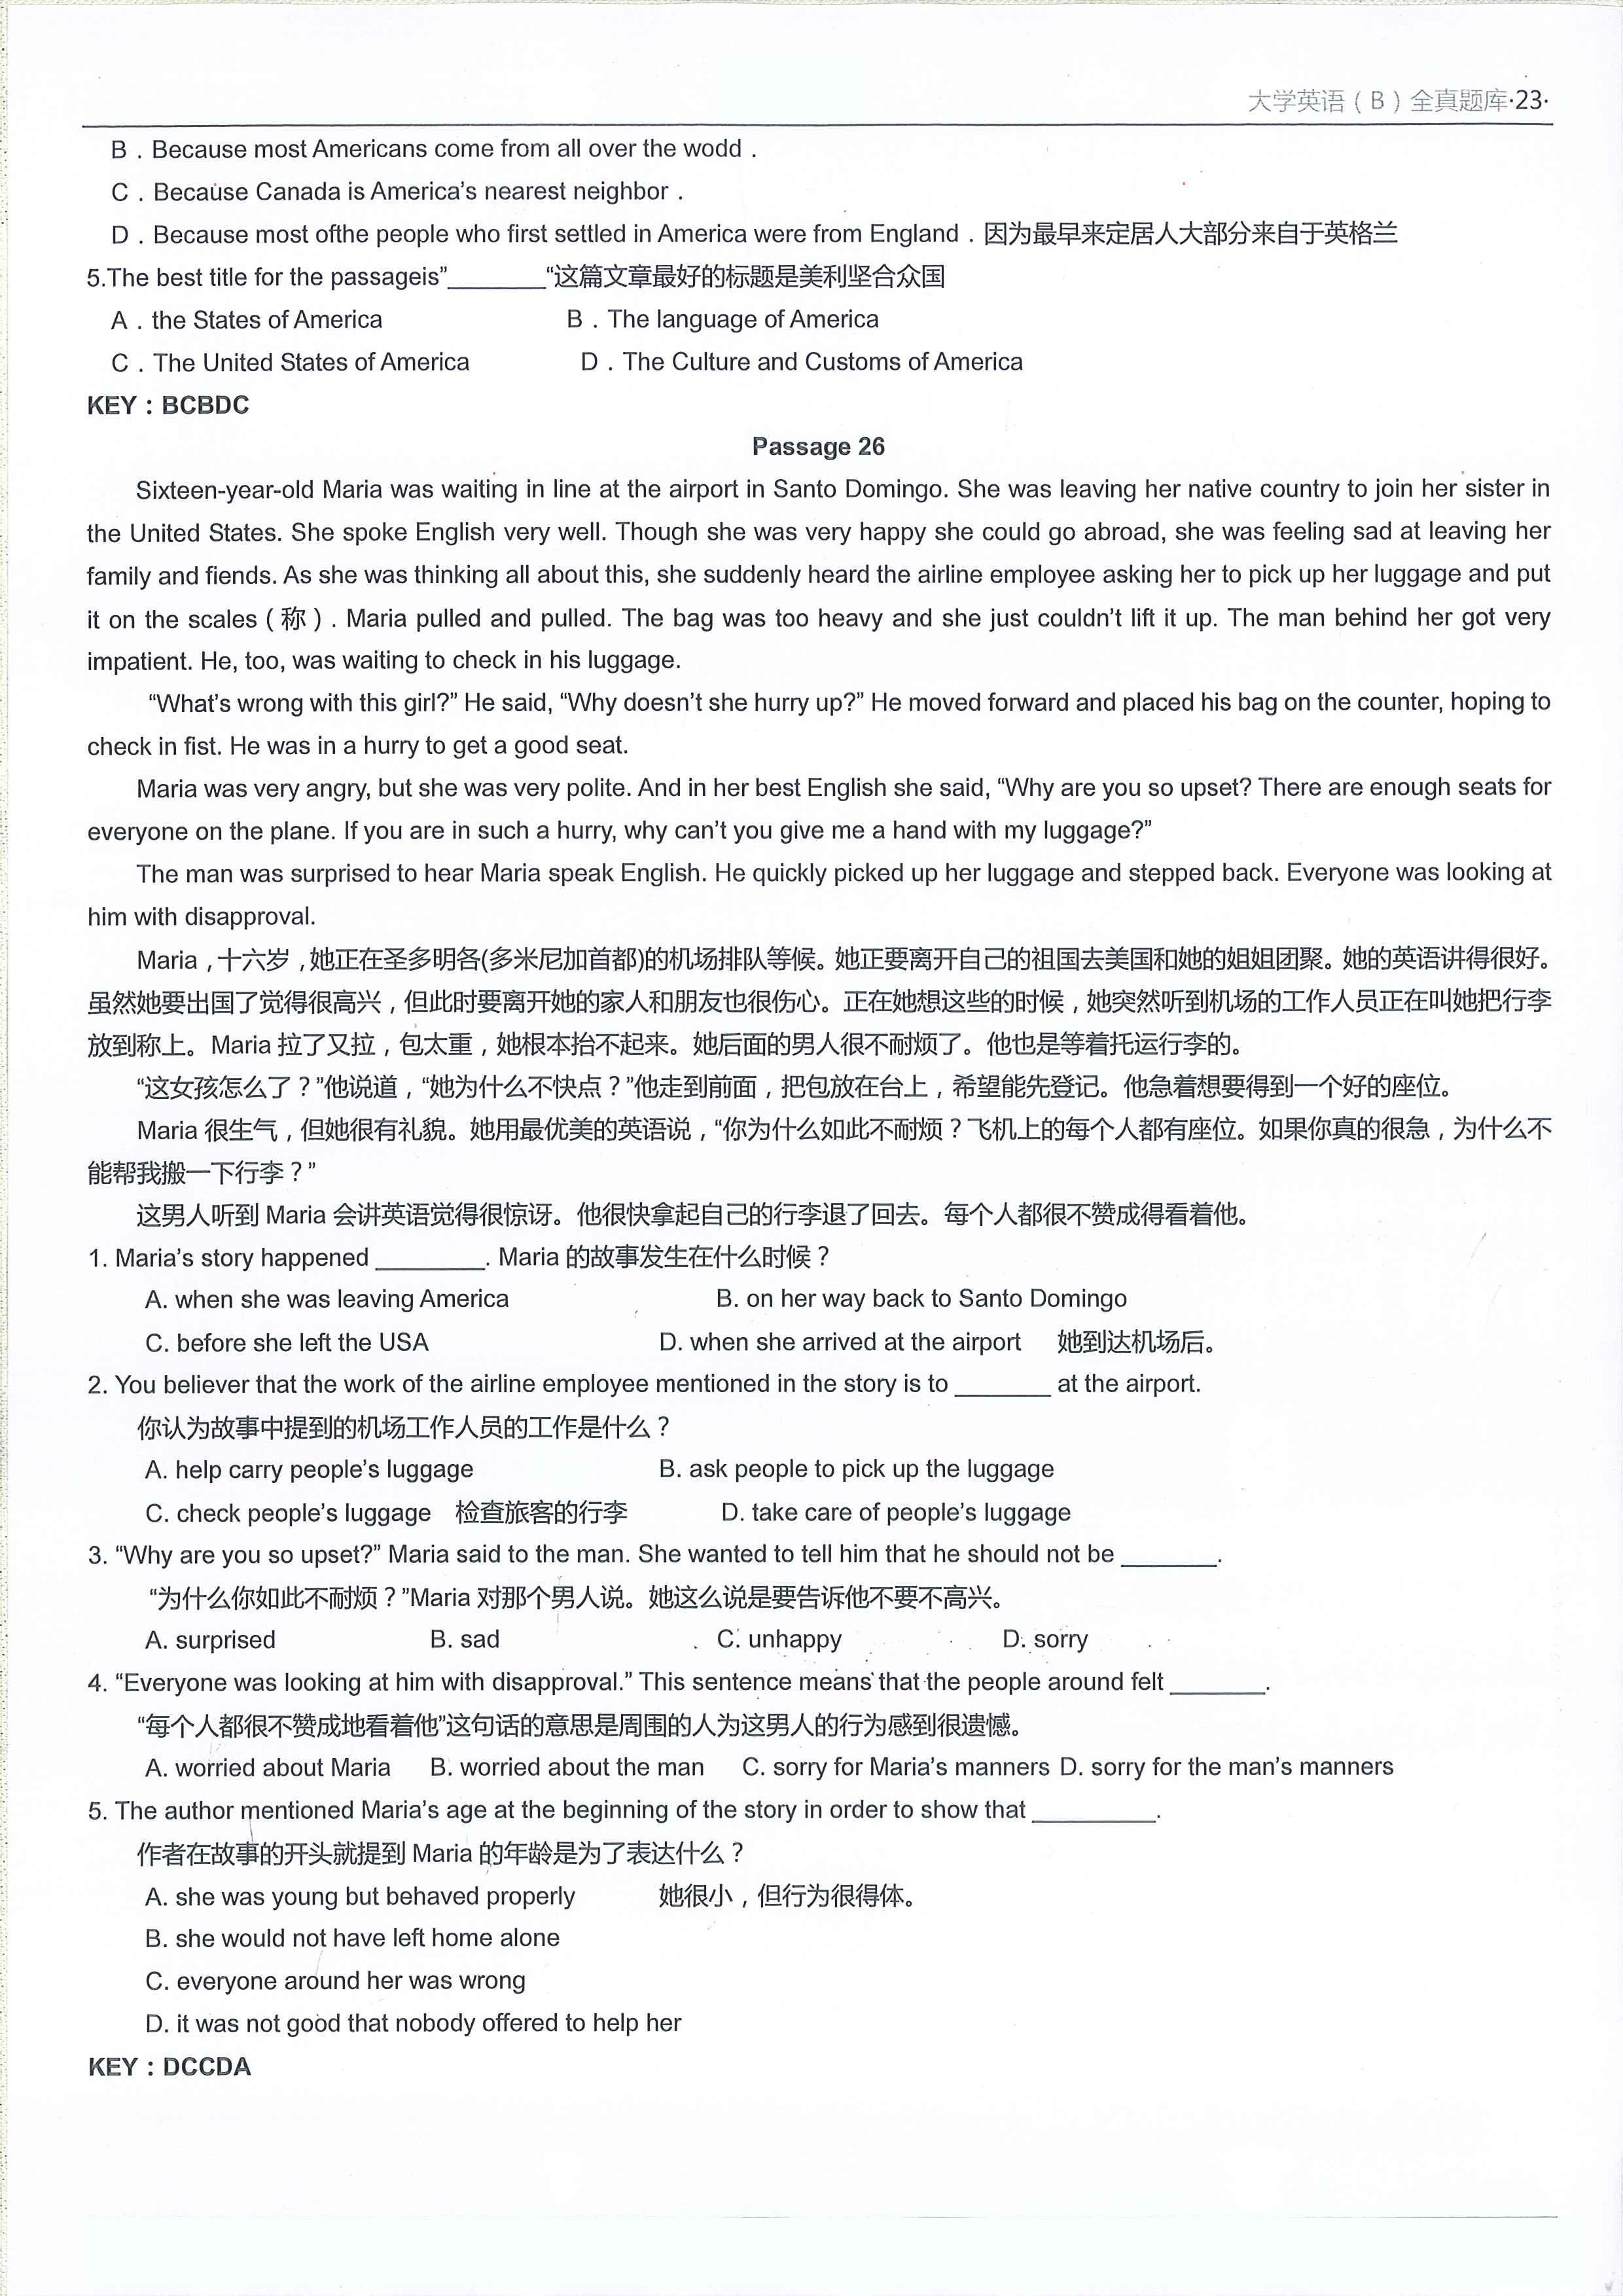 大学英语（B）全真题库·23·
B．Because most Americans come from all over the wodd．
C．Because Canada is America's nearest neighbor．
D．Because most ofthe people who first settled in America were from England．因为最早来定居人大部分来自于英格兰
5.The best title for the passageis”_______“这篇文章最好的标题是美利坚合众国
A．the States of America B．The language of America
C．The United States of America D．The Culture and Customs of America
KEY：BCBDC
Passage 26
Sixteen-year-old Maria was waiting in line at the airport in Santo Domingo. She was leaving her native country to join her sister in
the United States. She spoke English very well. Though she was very happy she could go abroad, she was feeling sad at leaving her
family and fiends. As she was thinking all about this, she suddenly heard the airline employee asking her to pick up her luggage and put
it on the scales（称）. Maria pulled and pulled. The bag was too heavy and she just couldn't lift it up. The man behind her got very
impatient. He, too, was waiting to check in his luggage.
“What's wrong with this girl?” He said, “Why doesn't she hurry up?” He moved forward and placed his bag on the counter, hoping to
check in fist. He was in a hurry to get a good seat.
Maria was very angry, but she was very polite. And in her best English she said, “Why are you so upset? There are enough seats for
everyone on the plane. If you are in such a hurry, why can't you give me a hand with my luggage?”
The man was surprised to hear Maria speak English. He quickly picked up her luggage and stepped back. Everyone was looking at
him with disapproval.
Maria，十六岁，她正在圣多明各(多米尼加首都)的机场排队等候。她正要离开自己的祖国去美国和她的姐姐团聚。她的英语讲得很好。
虽然她要出国了觉得很高兴，但此时要离开她的家人和朋友也很伤心。正在她想这些的时候，她突然听到机场的工作人员正在叫她把行李
放到称上。Maria 拉了又拉，包太重，她根本抬不起来。她后面的男人很不耐烦了。他也是等着托运行李的。
“这女孩怎么了？”他说道，“她为什么不快点？”他走到前面，把包放在台上，希望能先登记。他急着想要得到一个好的座位。
Maria 很生气，但她很有礼貌。她用最优美的英语说，“你为什么如此不耐烦？飞机上的每个人都有座位。如果你真的很急，为什么不
能帮我搬一下行李？”
这男人听到 Maria 会讲英语觉得很惊讶。他很快拿起自己的行李退了回去。每个人都很不赞成得看着他。
1. Maria's story happened ________. Maria 的故事发生在什么时候？
A. when she was leaving America B. on her way back to Santo Domingo
C. before she left the USA D. when she arrived at the airport 她到达机场后。
2. You believer that the work of the airline employee mentioned in the story is to _______ at the airport.
你认为故事中提到的机场工作人员的工作是什么？
A. help carry people's luggage B. ask people to pick up the luggage
C. check people's luggage 检查旅客的行李 D. take care of people's luggage
3. “Why are you so upset?” Maria said to the man. She wanted to tell him that he should not be _______.
“为什么你如此不耐烦？”Maria 对那个男人说。她这么说是要告诉他不要不高兴。
A. surprised B. sad C. unhappy D. sorry
4. “Everyone was looking at him with disapproval.” This sentence means that the people around felt _______.
“每个人都很不赞成地看着他”这句话的意思是周围的人为这男人的行为感到很遗憾。
A. worried about Maria B. worried about the man C. sorry for Maria's manners D. sorry for the man's manners
5. The author mentioned Maria's age at the beginning of the story in order to show that _________.
作者在故事的开头就提到 Maria 的年龄是为了表达什么？
A. she was young but behaved properly 她很小，但行为很得体。
B. she would not have left home alone
C. everyone around her was wrong
D. it was not good that nobody offered to help her
KEY：DCCDA